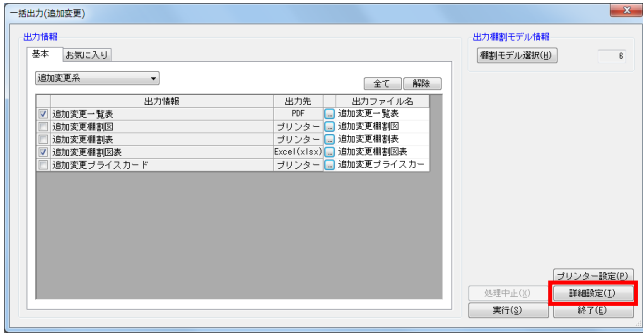 一括出力(追加変更)
出力情報
基本 お気に入り
追加変更系
全て 解除
出力情報 出力先 出力ファイル名
追加変更一覧表 PDF ... 追加変更一覧表
追加変更棚割図 プリンター ... 追加変更棚割図
追加変更棚割表 プリンター ... 追加変更棚割表
追加変更棚割図表 Excel(xlsx) ... 追加変更棚割図表
追加変更プライスカード プリンター ... 追加変更プライスカー
出力棚割モデル情報
棚割モデル選択(H) 6
プリンター設定(P)
処理中止(X) 詳細設定(I)
実行(S) 終了(E)